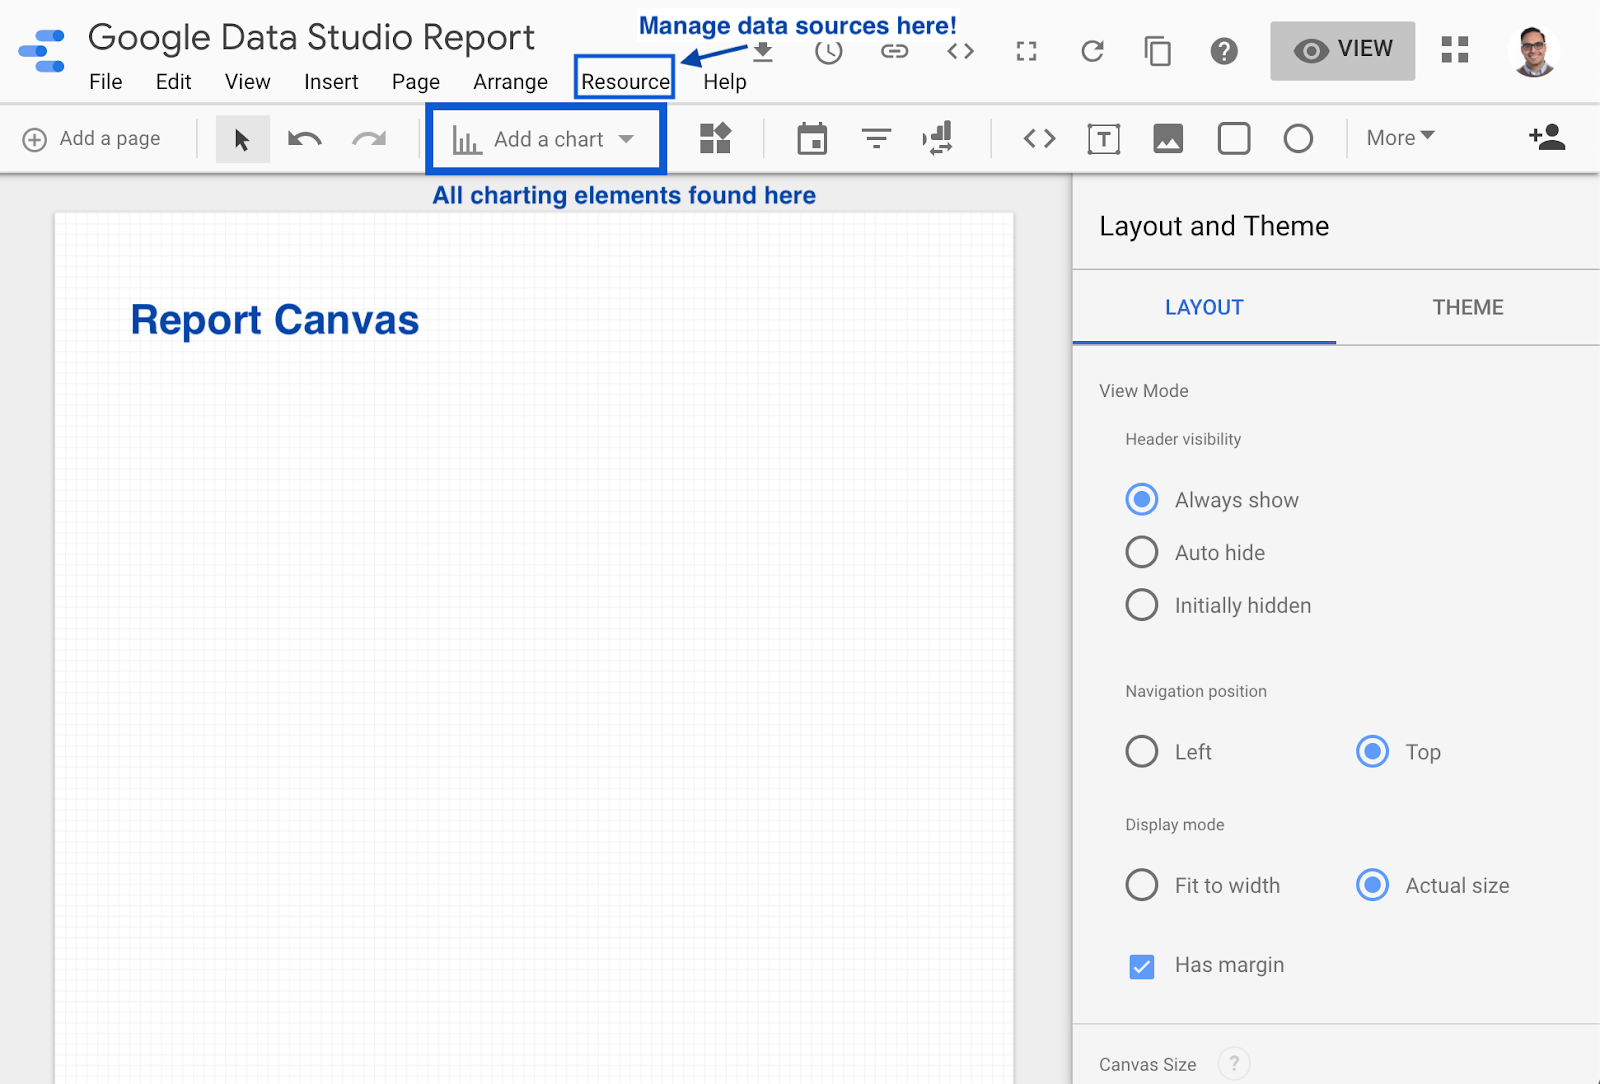 Google Data Studio Report
Manage data sources here!
File Edit View Insert Page Arrange Resource Help
VIEW
Add a page
Add a chart
T
More
All charting elements found here
Report Canvas
Layout and Theme
LAYOUT THEME
View Mode
Header visibility
Always show
Auto hide
Initially hidden
Navigation position
Left Top
Display mode
Fit to width Actual size
Has margin
Canvas Size ?